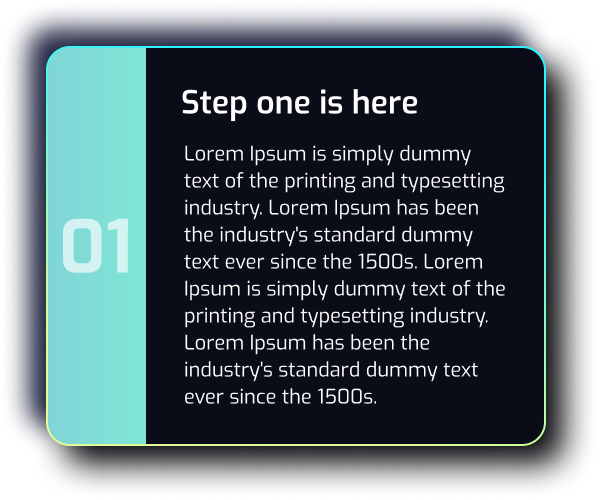 01
Step one is here
Lorem Ipsum is simply dummy
text of the printing and typesetting
industry. Lorem Ipsum has been
the industry's standard dummy
text ever since the 1500s. Lorem
Ipsum is simply dummy text of the
printing and typesetting industry.
Lorem Ipsum has been the
industry's standard dummy text
ever since the 1500s.